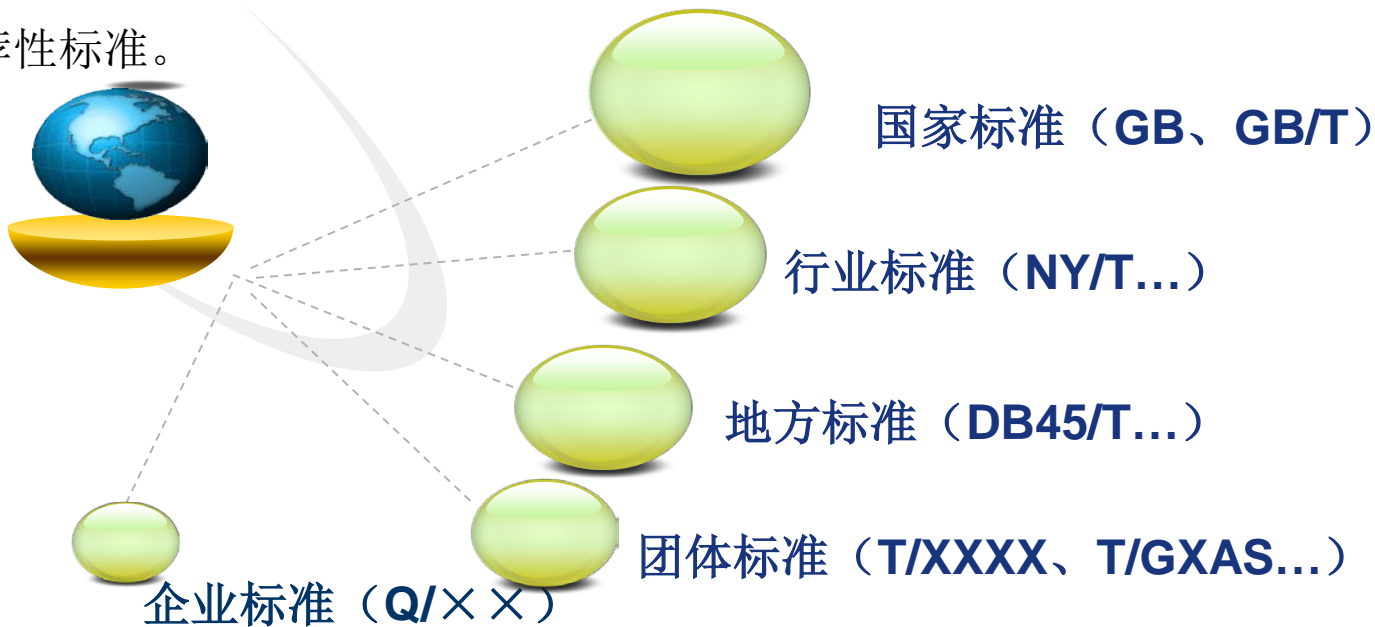 性标准。
国家标准（GB、GB/T）
行业标准（NY/T…）
地方标准（DB45/T…）
团体标准（T/XXXX、T/GXAS…）
企业标准（Q/××）